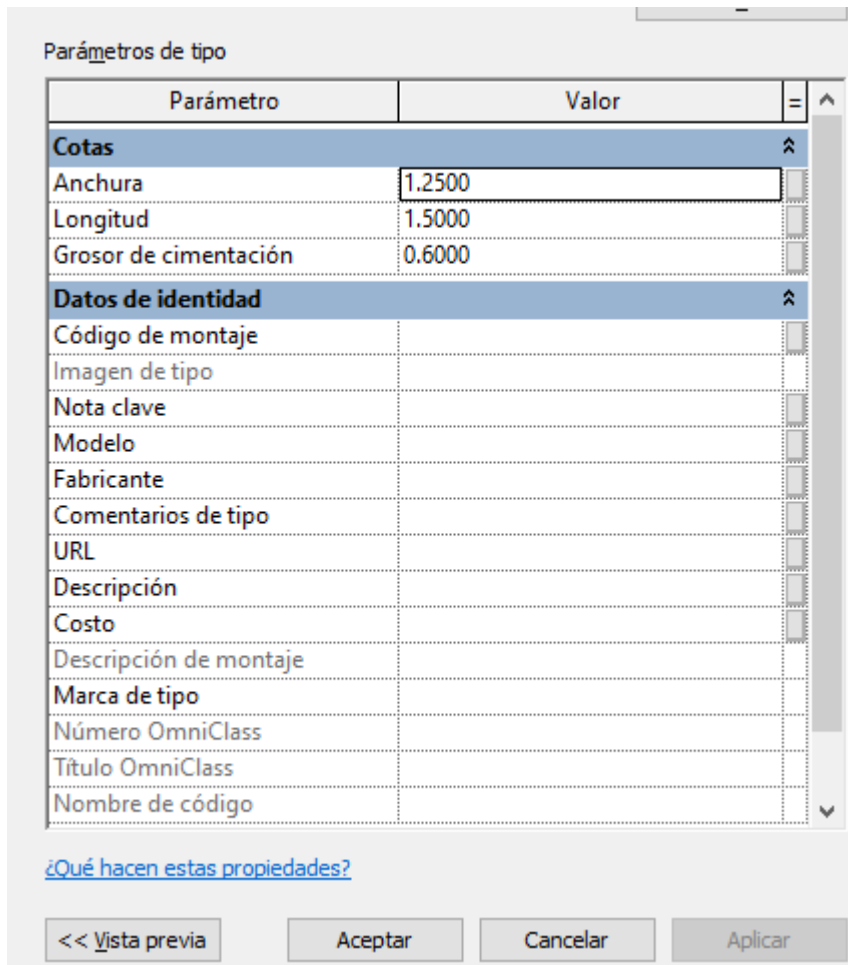 Parámetros de tipo
Parámetro Valor =
Cotas
Anchura 1.2500
Longitud 1.5000
Grosor de cimentación 0.6000
Datos de identidad
Código de montaje
Imagen de tipo
Nota clave
Modelo
Fabricante
Comentarios de tipo
URL
Descripción
Costo
Descripción de montaje
Marca de tipo
Número OmniClass
Título OmniClass
Nombre de código
¿Qué hacen estas propiedades?
<< Vista previa Aceptar Cancelar Aplicar